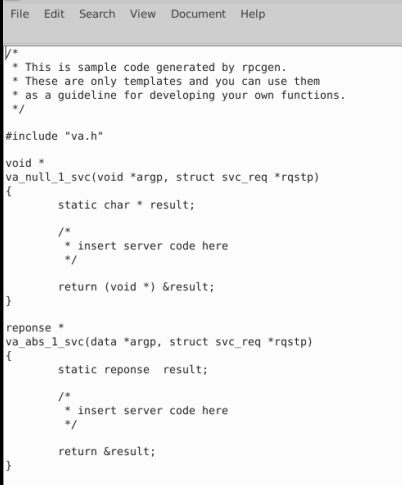 File Edit Search View Document Help
/*
 * This is sample code generated by rpcgen.
 * These are only templates and you can use them
 * as a guideline for developing your own functions.
 */

#include "va.h"

void *
va_null_1_svc(void *argp, struct svc_req *rqstp)
{
        static char * result;

        /*
         * insert server code here
         */

        return (void *) &result;
}

reponse *
va_abs_1_svc(data *argp, struct svc_req *rqstp)
{
        static reponse  result;

        /*
         * insert server code here
         */

        return &result;
}